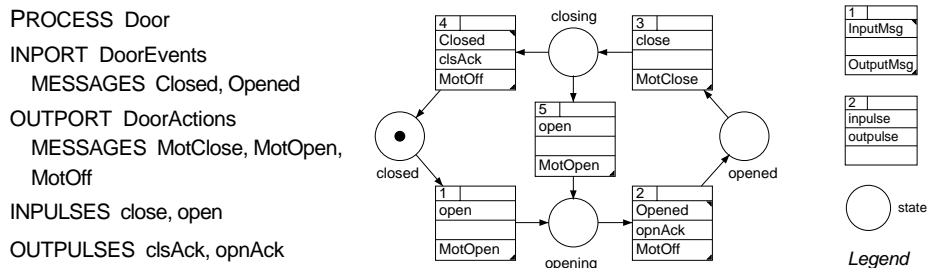 PROCESS Door
INPORT DoorEvents
MESSAGES Closed, Opened
OUTPORT DoorActions
MESSAGES MotClose, MotOpen,
MotOff
INPULSES close, open
OUTPULSES clsAck, opnAck
closing
4
Closed
clsAck
MotOff
3
close
MotClose
5
open
MotOpen
closed
opened
1
open
MotOpen
2
Opened
opnAck
MotOff
opening
1
InputMsg
OutputMsg
2
inpulse
outpulse
state
Legend